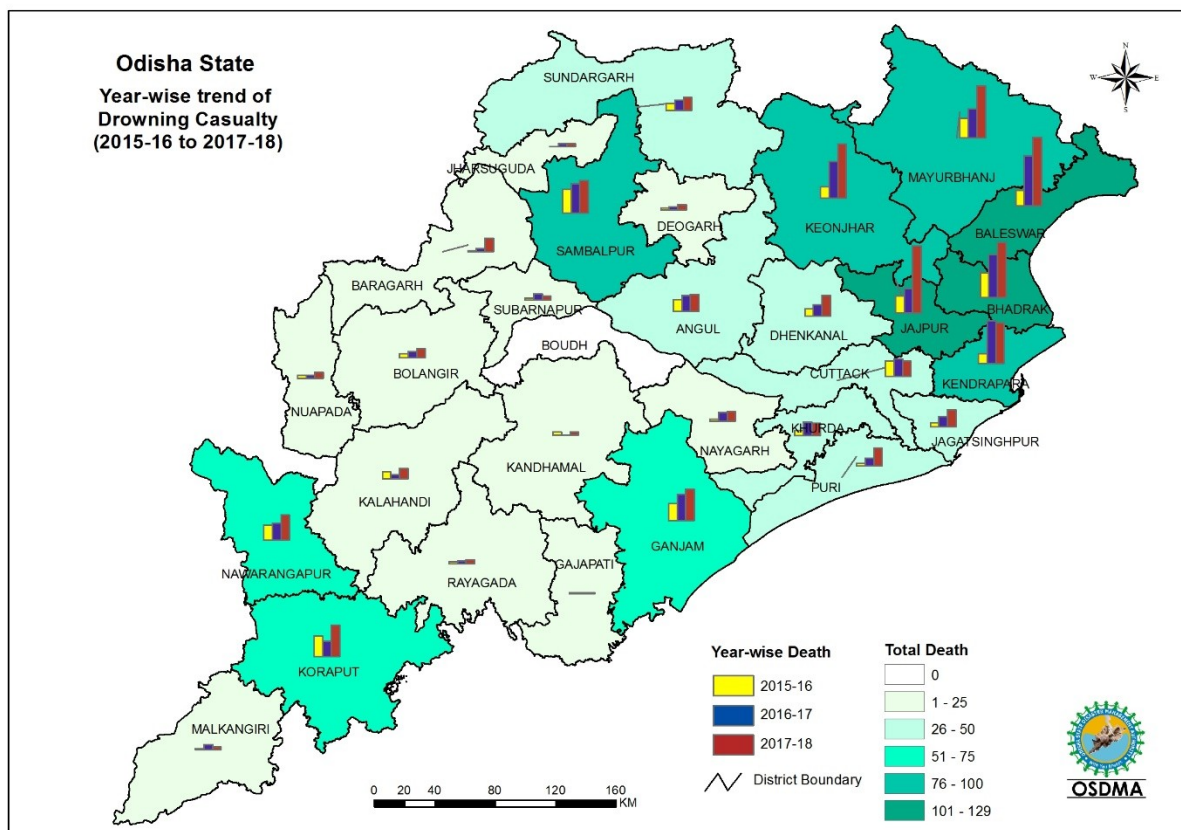 Odisha State
Year-wise trend of
Drowning Casualty
(2015-16 to 2017-18)
N
W
E
S
SUNDARGARH
JHARSUGUDA
MAYURBHANJ
DEOGARH
KEONJHAR
BALESWAR
SAMBALPUR
BARAGARH
SUBARNAPUR
ANGUL
DHENKANAL
JAJPUR
BHADRAK
BOUDH
BOLANGIR
CUTTACK
KENDRAPARA
NUAPADA
KHURDA
JAGATSINGHPUR
NAYAGARH
KANDHAMAL
PURI
KALAHANDI
GANJAM
NAWARANGAPUR
RAYAGADA
GAJAPATI
KORAPUT
MALKANGIRI
Year-wise Death
2015-16
2016-17
2017-18
District Boundary
Total Death
0
1 - 25
26 - 50
51 - 75
76 - 100
101 - 129
0 20 40 80 120 160
KM
OSDMA